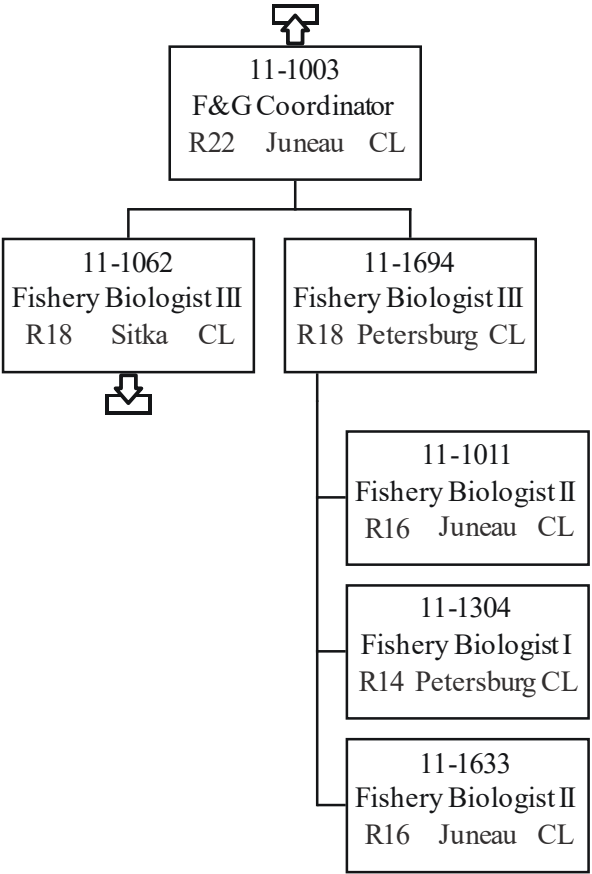 11-1003
F&G Coordinator
R22 Juneau CL
11-1062
Fishery Biologist III
R18 Sitka CL
11-1694
Fishery Biologist III
R18 Petersburg CL
11-1011
Fishery Biologist II
R16 Juneau CL
11-1304
Fishery Biologist I
R14 Petersburg CL
11-1633
Fishery Biologist II
R16 Juneau CL